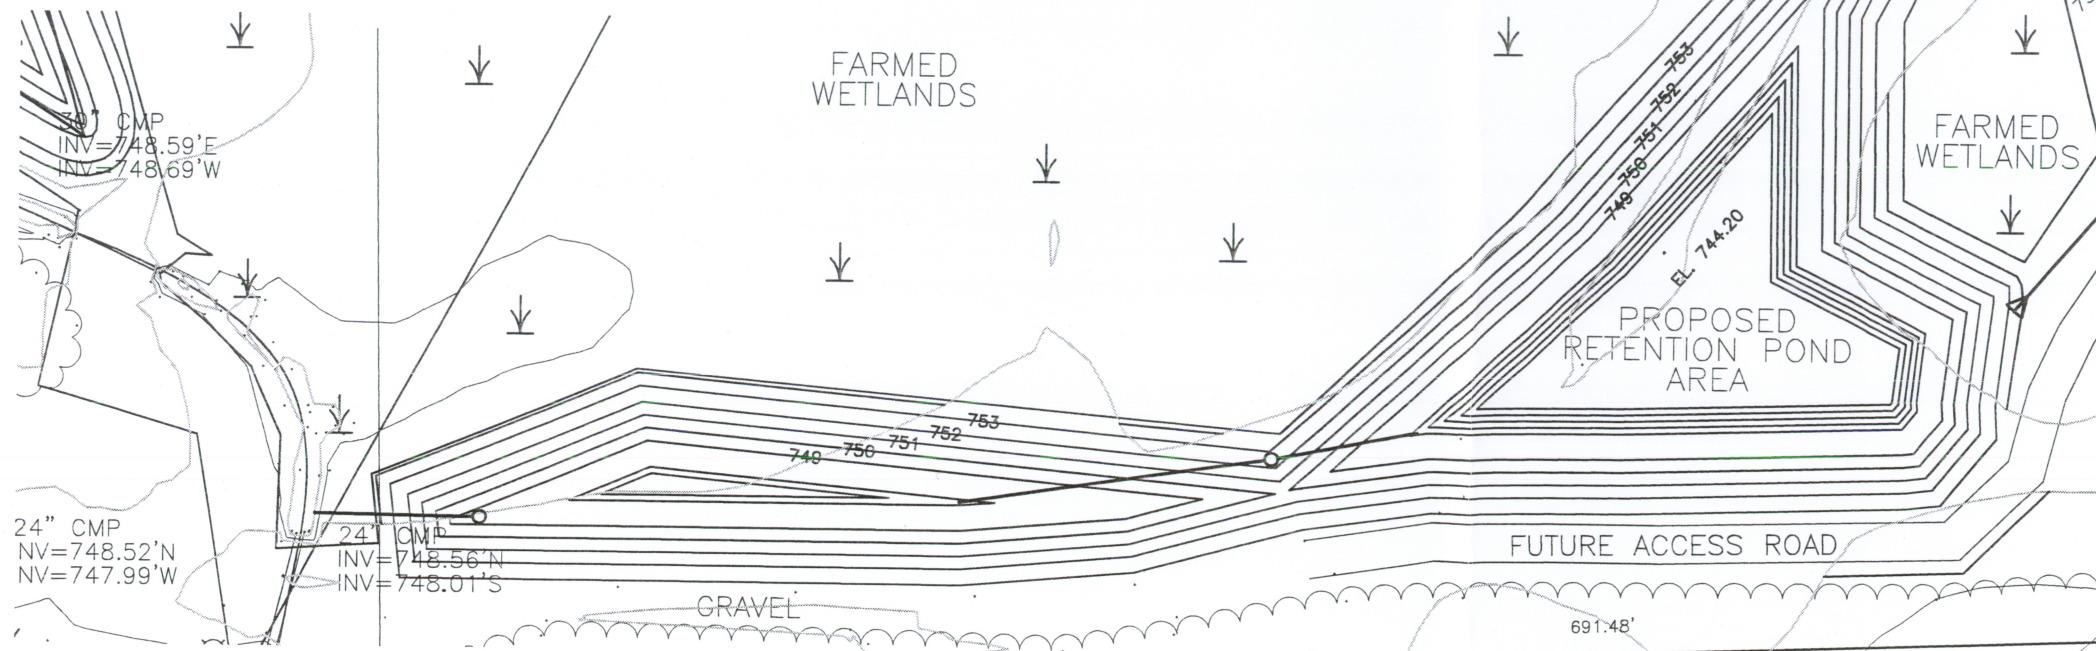 FARMED
WETLANDS
30" CMP
INV=748.59'E
INV=748.69'W
753
752
751
750
749
FARMED
WETLANDS
EL. 744.20
PROPOSED
RETENTION POND
AREA
753
752
751
750
749
24" CMP
NV=748.52'N
NV=747.99'W
24" CMP
INV=748.56'N
INV=748.01'S
FUTURE ACCESS ROAD
GRAVEL
691.48'